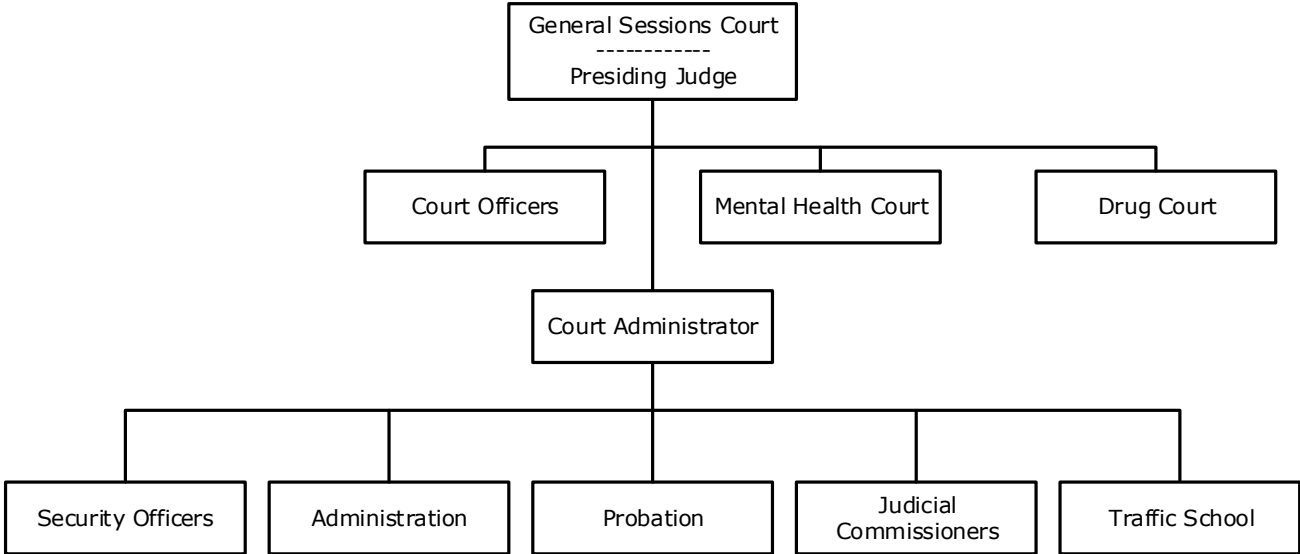 General Sessions Court
------------
Presiding Judge
Court Officers
Mental Health Court
Drug Court
Court Administrator
Security Officers
Administration
Probation
Judicial
Commissioners
Traffic School